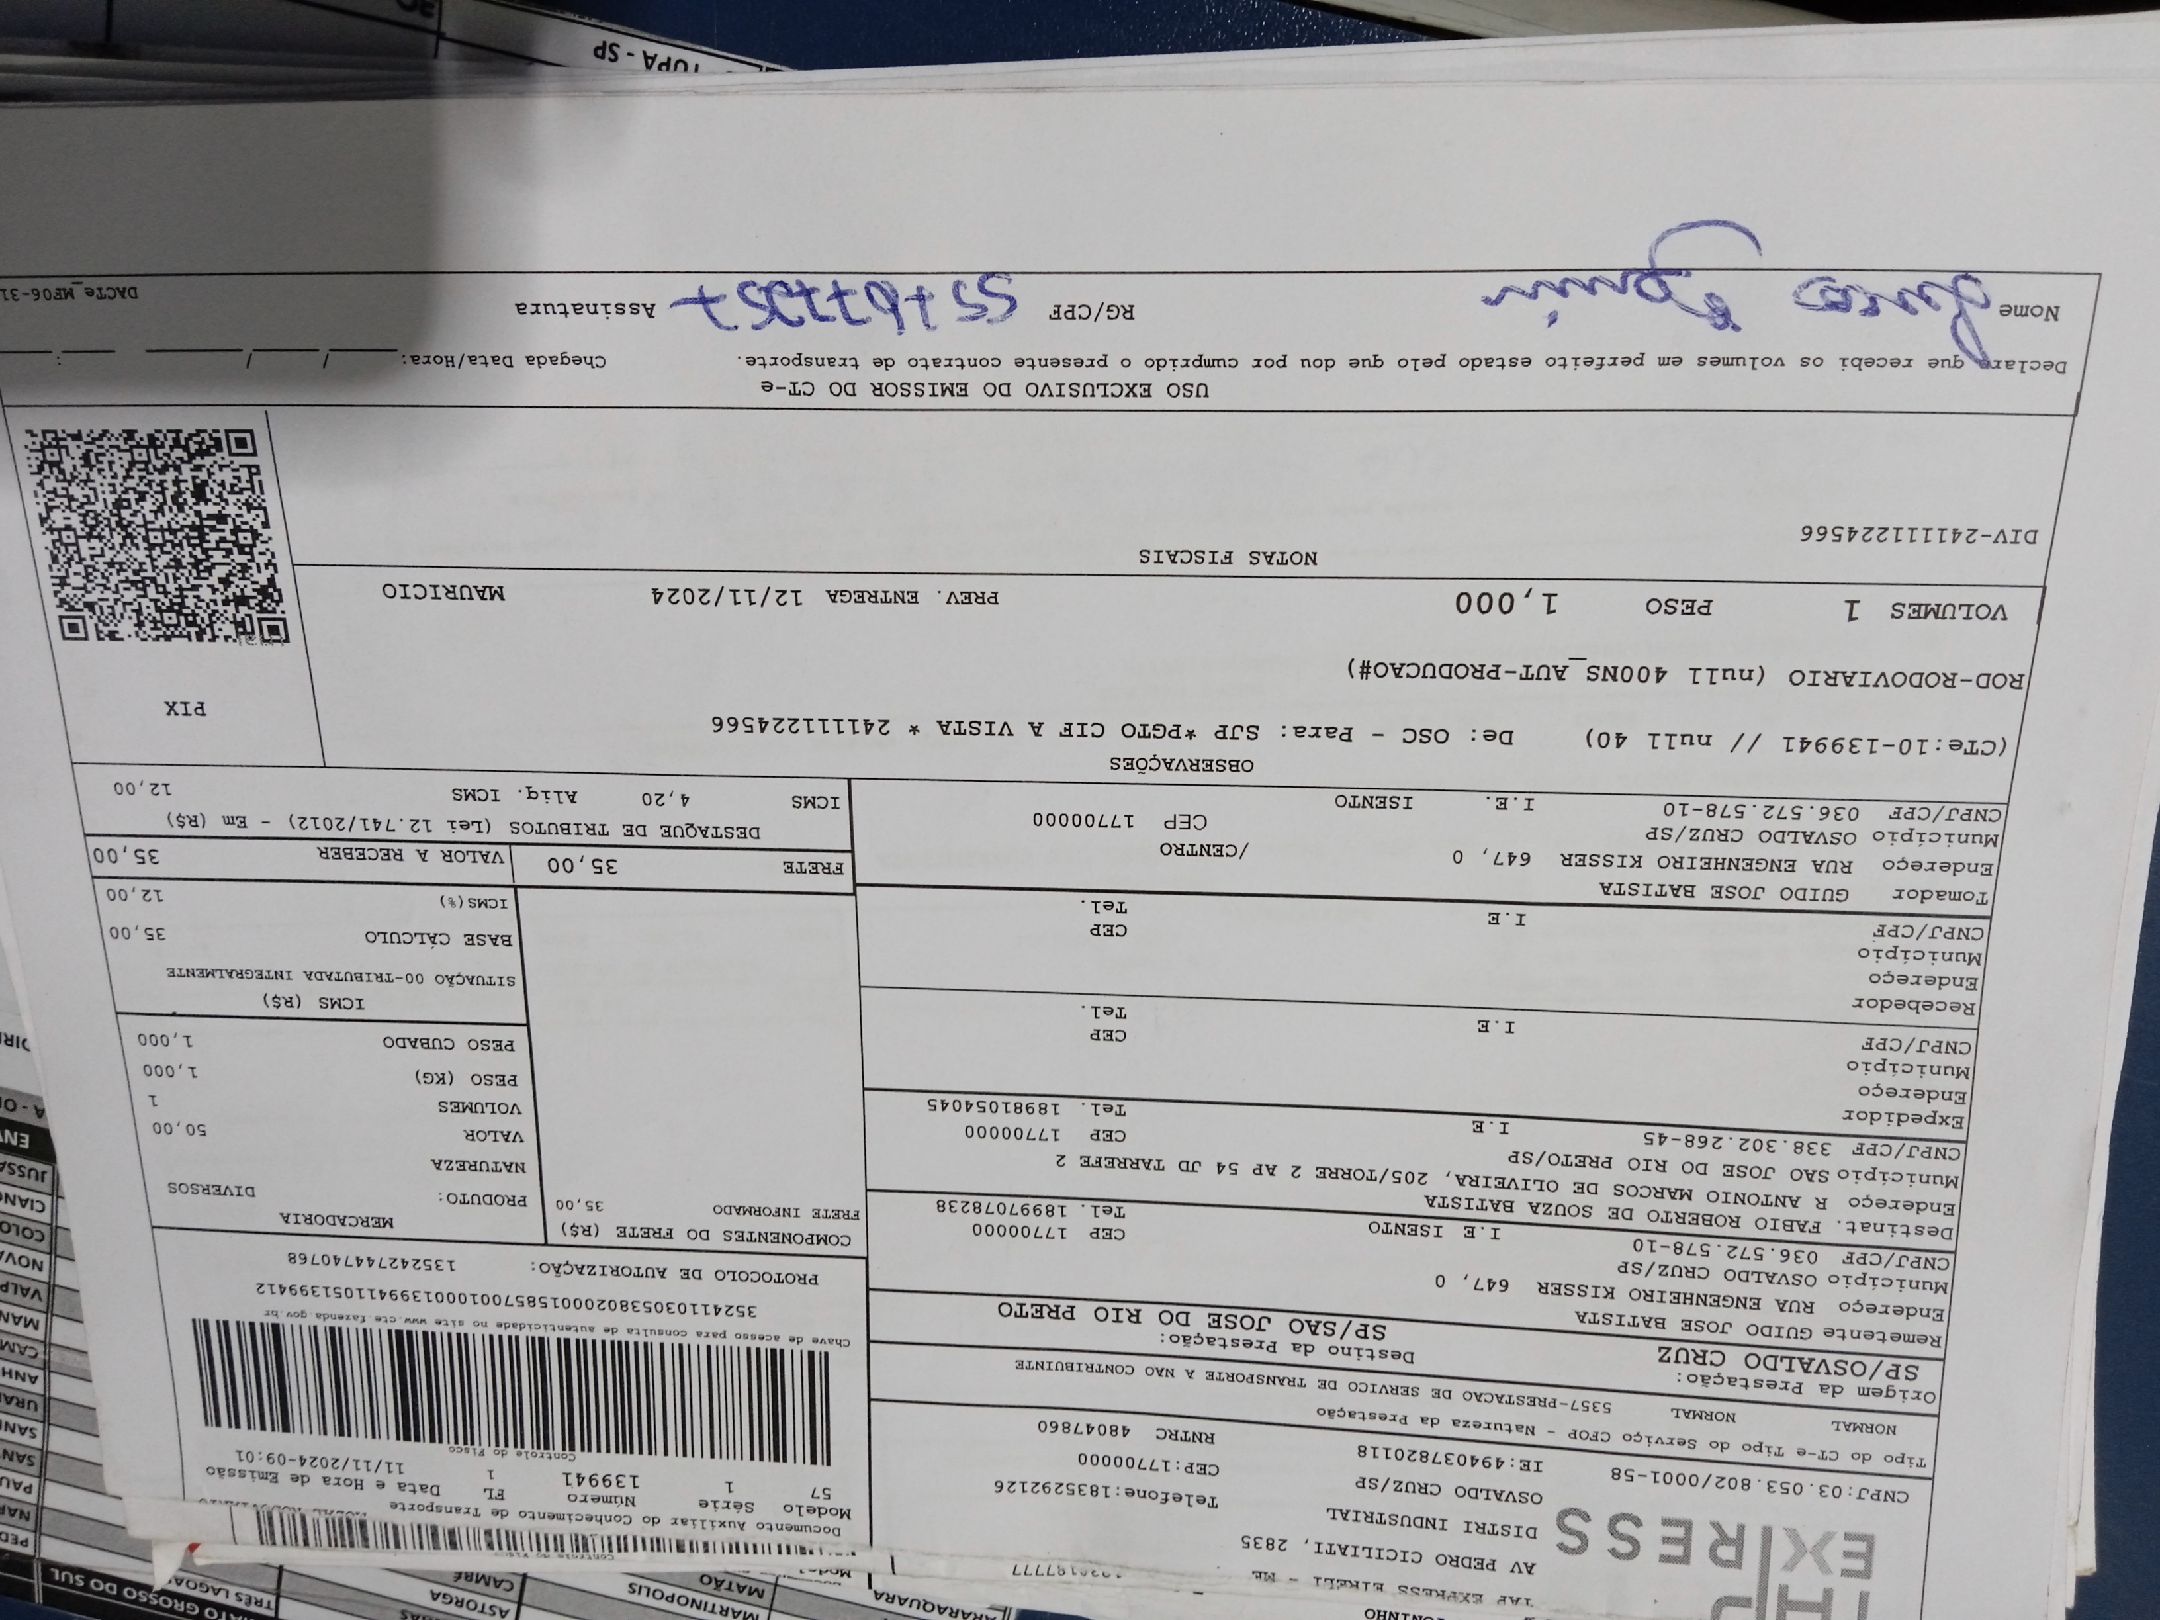 EXPRESS
AV PEDRO CICILIATI, 2835
DISTRI INDUSTRIAL
OSVALDO CRUZ/SP
Telefone:1835292126
CEP:17700000
CNPJ:03.053.802/0001-58 IE:494037820118 RNTRC 48047860
Documento Auxiliar do Conhecimento de Transporte
Modelo Série Número FL Data e Hora de Emissão
57 1 139941 1 11/11/2024-09:01
Controle do Fisco
Chave de acesso para consulta de autenticidade no site www.cte.fazenda.gov.br
35241103053802000158570010001399411051399412
PROTOCOLO DE AUTORIZAÇÃO: 135242744740768
Tipo do CT-e Tipo do Serviço CFOP - Natureza da Prestação
NORMAL NORMAL 5357-PRESTACAO DE SERVICO DE TRANSPORTE A NAO CONTRIBUINTE
Origem da Prestação: Destino da Prestação:
SP/OSVALDO CRUZ SP/SAO JOSE DO RIO PRETO
Remetente GUIDO JOSE BATISTA
Endereço RUA ENGENHEIRO KISSER 647, 0
Município OSVALDO CRUZ/SP CEP 17700000
CNPJ/CPF 036.572.578-10 I.E ISENTO Tel. 18997078238
Destinat. FABIO ROBERTO DE SOUZA BATISTA
Endereço R ANTONIO MARCOS DE OLIVEIRA, 205/TORRE 2 AP 54 JD TARREFE 2
Município SAO JOSE DO RIO PRETO/SP CEP 17700000
CNPJ/CPF 338.302.268-45 I.E Tel. 18981054045
Expedidor
Endereço
Município CEP
CNPJ/CPF I.E Tel.
Recebedor
Endereço
Município CEP
CNPJ/CPF I.E Tel.
Tomador GUIDO JOSE BATISTA
Endereço RUA ENGENHEIRO KISSER 647, 0 /CENTRO
Município OSVALDO CRUZ/SP CEP 17700000
CNPJ/CPF 036.572.578-10 I.E. ISENTO
COMPONENTES DO FRETE (R$)
FRETE INFORMADO 35,00
MERCADORIA
PRODUTO: DIVERSOS
NATUREZA
VALOR 50,00
VOLUMES 1
PESO (KG) 1,000
PESO CUBADO 1,000
ICMS (R$)
SITUAÇÃO 00-TRIBUTADA INTEGRALMENTE
BASE CÁLCULO 35,00
ICMS(%) 12,00
FRETE 35,00 VALOR A RECEBER 35,00
DESTAQUE DE TRIBUTOS (Lei 12.741/2012) - Em (R$)
ICMS 4,20 Aliq. ICMS 12,00
OBSERVAÇÕES
(CTe:10-139941 // null 40) De: OSC - Para: SJP *PGTO CIF A VISTA * 241111224566
ROD-RODOVIARIO (null 400NS_AUT-PRODUCAO#)
PIX
VOLUMES 1 PESO 1,000 PREV. ENTREGA 12/11/2024 MAURICIO
NOTAS FISCAIS
DIV-241111224566
USO EXCLUSIVO DO EMISSOR DO CT-e
Declaro que recebi os volumes em perfeito estado pelo que dou por cumprido o presente contrato de transporte. Chegada Data/Hora: / / :
Nome RG/CPF Assinatura
DACTe_MF06-31
TUPA - SP
ARARAQUARA
MATÃO
MARTINOPOLIS
CAMBÉ
ASTORGA